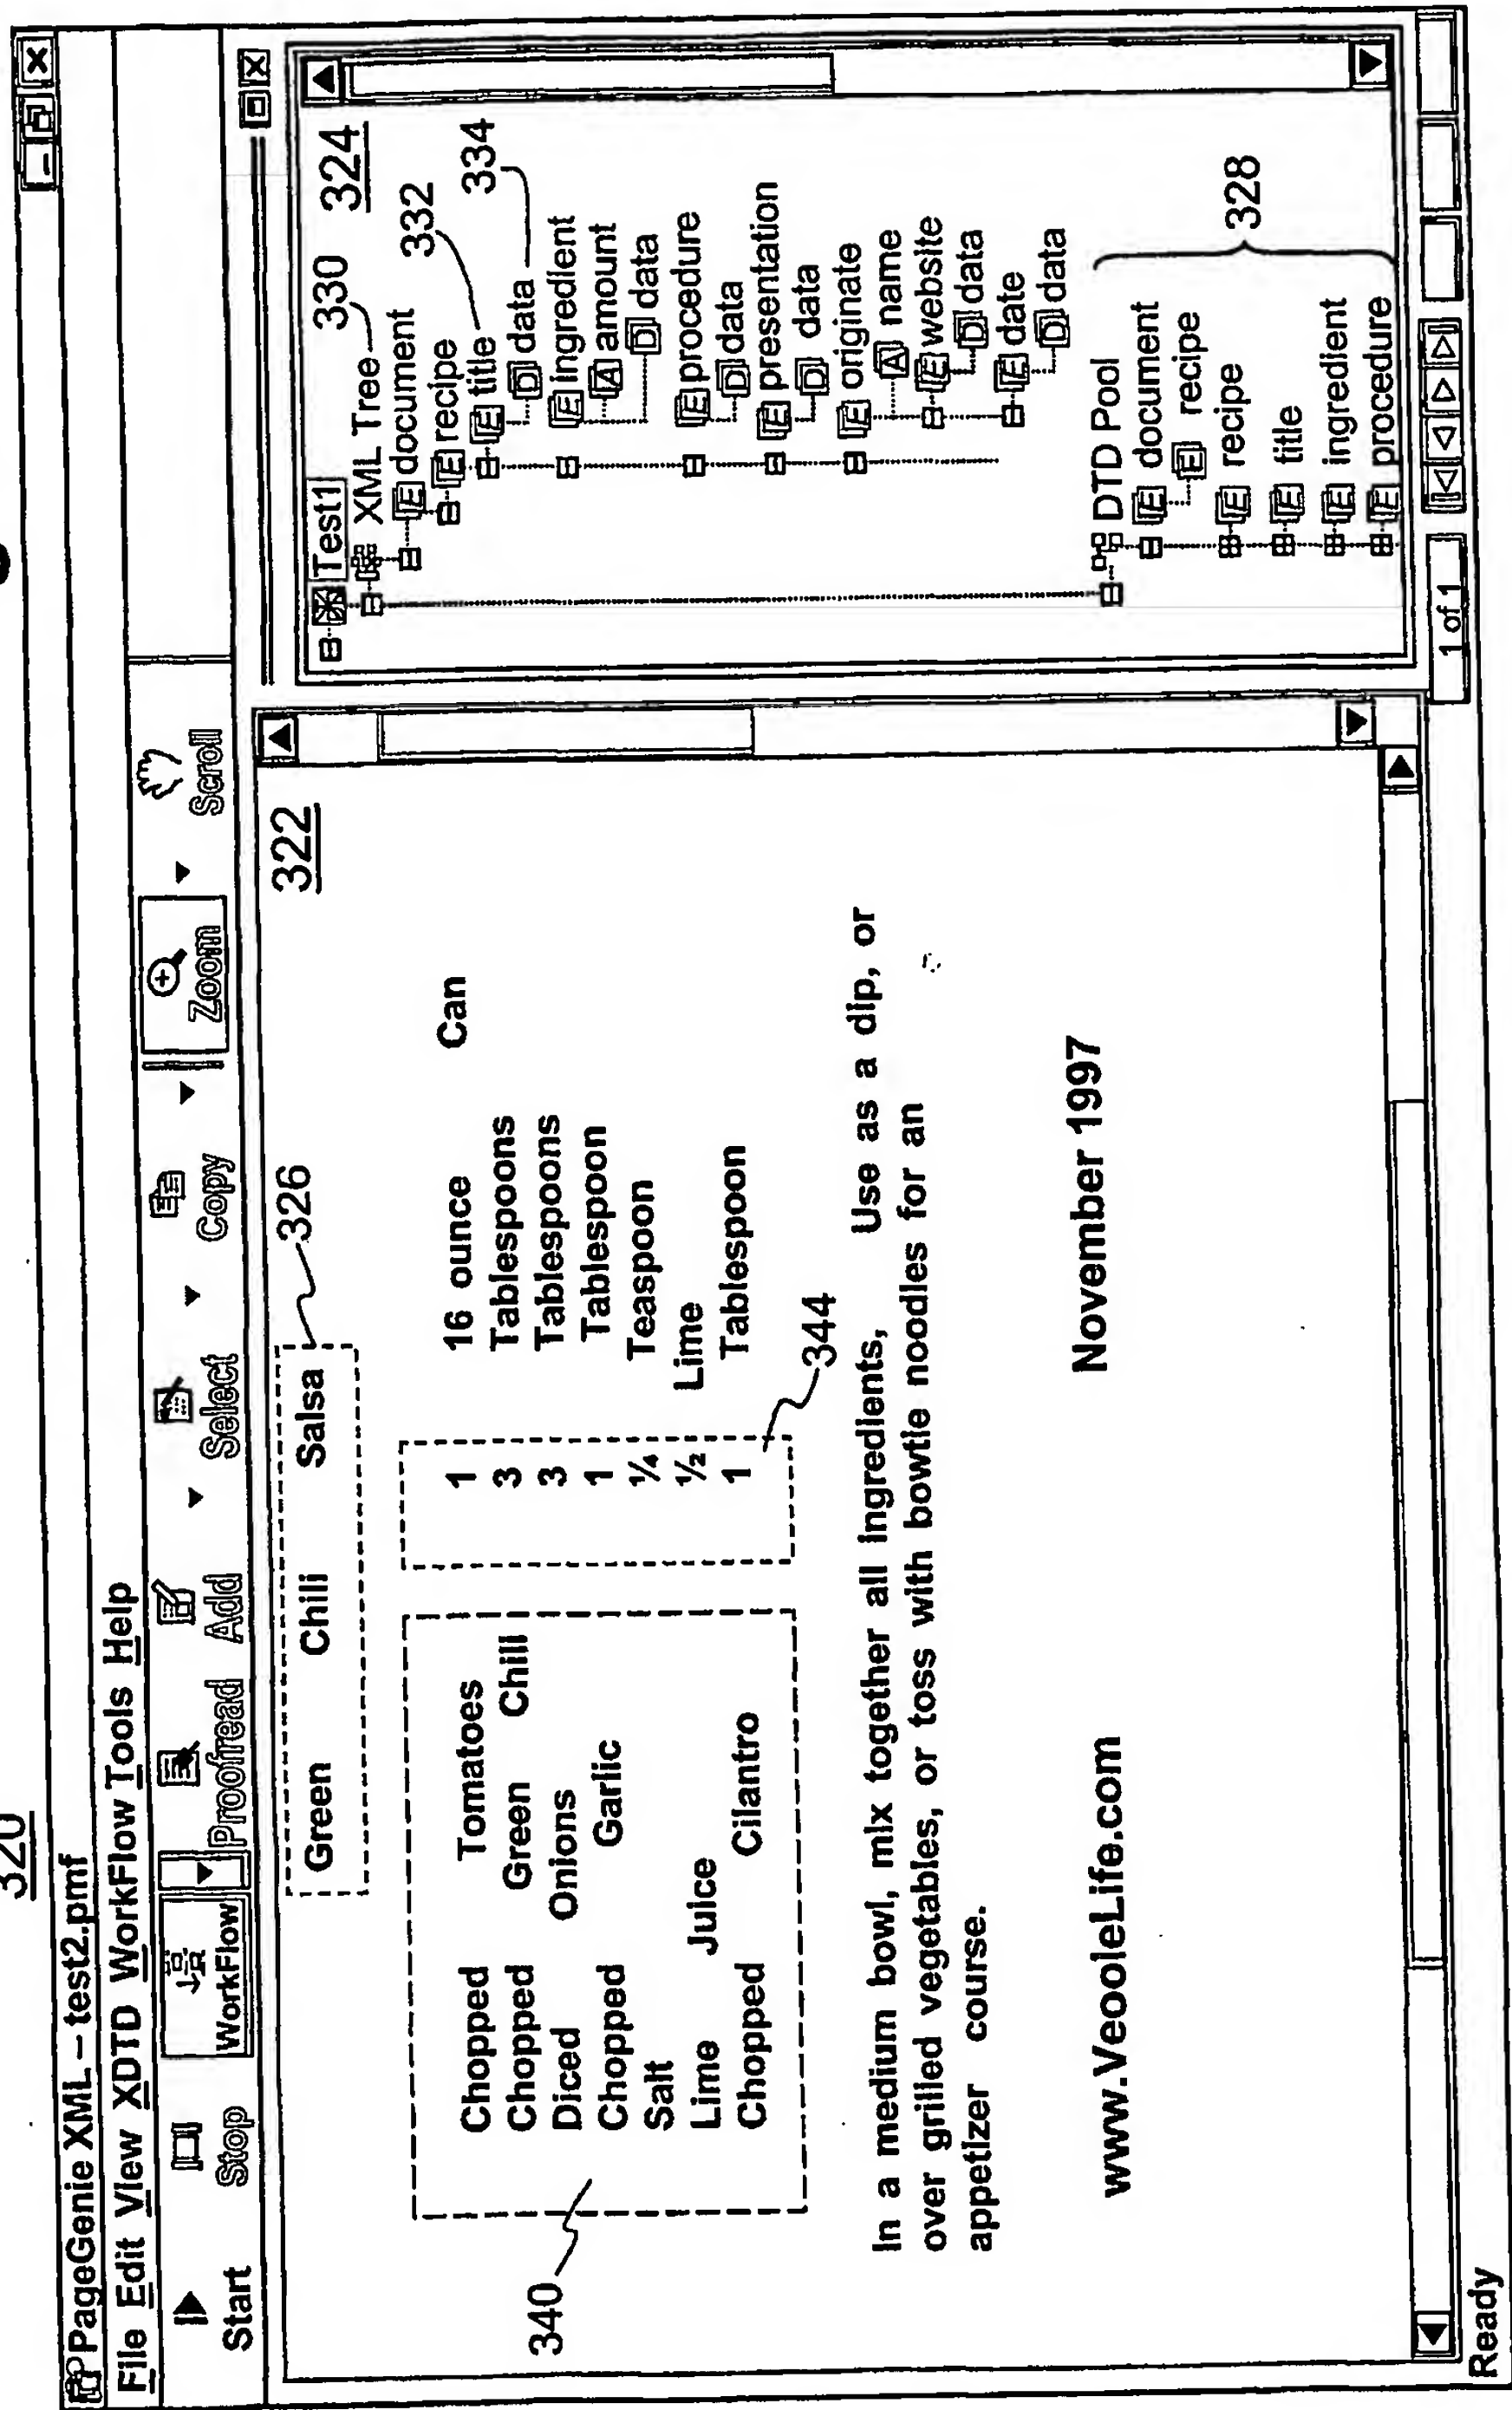 320
PageGenie XML – test2.pmf
File Edit View XDTD WorkFlow Tools Help
Start Stop WorkFlow Proofread Add Select Copy Zoom Scroll
322
326
Green Chili Salsa
Chopped Tomatoes 1 16 ounce Can
Chopped Green Chili 3 Tablespoons
Diced Onions 3 Tablespoons
Chopped Garlic 1 Tablespoon
Salt ¼ Teaspoon
Lime Juice ½ Lime
Chopped Cilantro 1 Tablespoon
340
344
In a medium bowl, mix together all ingredients, Use as a dip, or
over grilled vegetables, or toss with bowtie noodles for an
appetizer course.
www.VeooleLife.com November 1997
324
Test1
XML Tree 330
E document
E recipe
E title 332
D data 334
E ingredient
A amount
D data
E procedure
D data
E presentation
D data
E originate
A name
E website
D data
E date
D data
DTD Pool
E document
E recipe
E recipe
E title
E ingredient
E procedure
328
1 of 1
Ready